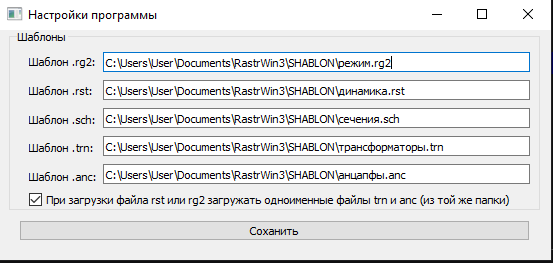 Настройки программы
Шаблоны
Шаблон .rg2: C:\Users\User\Documents\RastrWin3\SHABLON\режим.rg2
Шаблон .rst: C:\Users\User\Documents\RastrWin3\SHABLON\динамика.rst
Шаблон .sch: C:\Users\User\Documents\RastrWin3\SHABLON\сечения.sch
Шаблон .trn: C:\Users\User\Documents\RastrWin3\SHABLON\трансформаторы.trn
Шаблон .anc: C:\Users\User\Documents\RastrWin3\SHABLON\анцапфы.anc
При загрузки файла rst или rg2 загружать одноименные файлы trn и anc (из той же папки)
Соханить